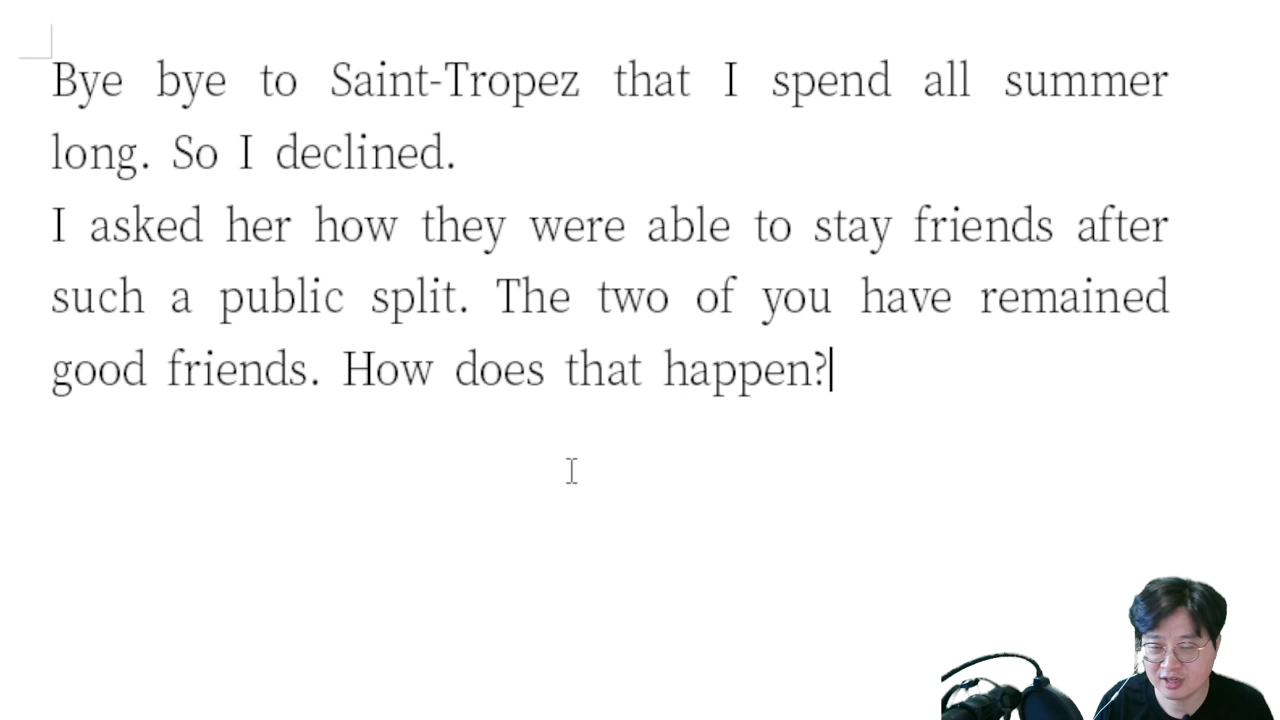 Bye bye to Saint-Tropez that I spend all summer
long. So I declined.
I asked her how they were able to stay friends after
such a public split. The two of you have remained
good friends. How does that happen?